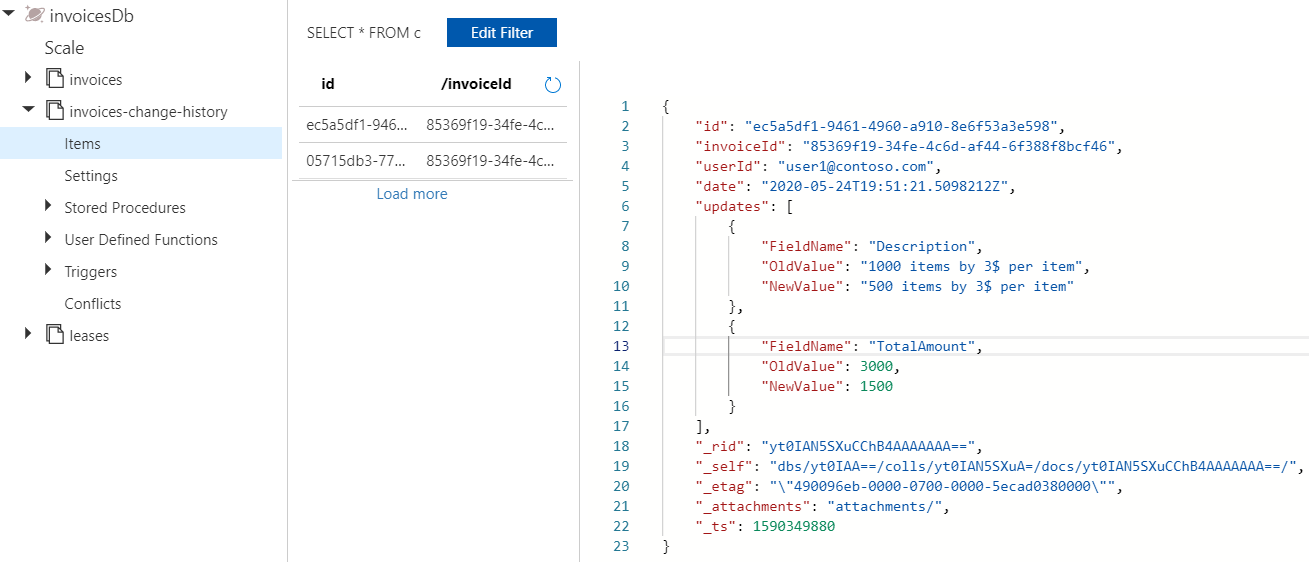 invoicesDb
Scale
invoices
invoices-change-history
Items
Settings
Stored Procedures
User Defined Functions
Triggers
Conflicts
leases
SELECT * FROM c Edit Filter
id /invoiceId
ec5a5df1-946... 85369f19-34fe-4c...
05715db3-77... 85369f19-34fe-4c...
Load more
1 {
2 "id": "ec5a5df1-9461-4960-a910-8e6f53a3e598",
3 "invoiceId": "85369f19-34fe-4c6d-af44-6f388f8bcf46",
4 "userId": "user1@contoso.com",
5 "date": "2020-05-24T19:51:21.5098212Z",
6 "updates": [
7 {
8 "FieldName": "Description",
9 "OldValue": "1000 items by 3$ per item",
10 "NewValue": "500 items by 3$ per item"
11 },
12 {
13 "FieldName": "TotalAmount",
14 "OldValue": 3000,
15 "NewValue": 1500
16 }
17 ],
18 "_rid": "yt0IAN5SXuCChB4AAAAAAA==",
19 "_self": "dbs/yt0IAA==/colls/yt0IAN5SXuA=/docs/yt0IAN5SXuCChB4AAAAAAA==/",
20 "_etag": "\"490096eb-0000-0700-0000-5ecad0380000\"",
21 "_attachments": "attachments/",
22 "_ts": 1590349880
23 }